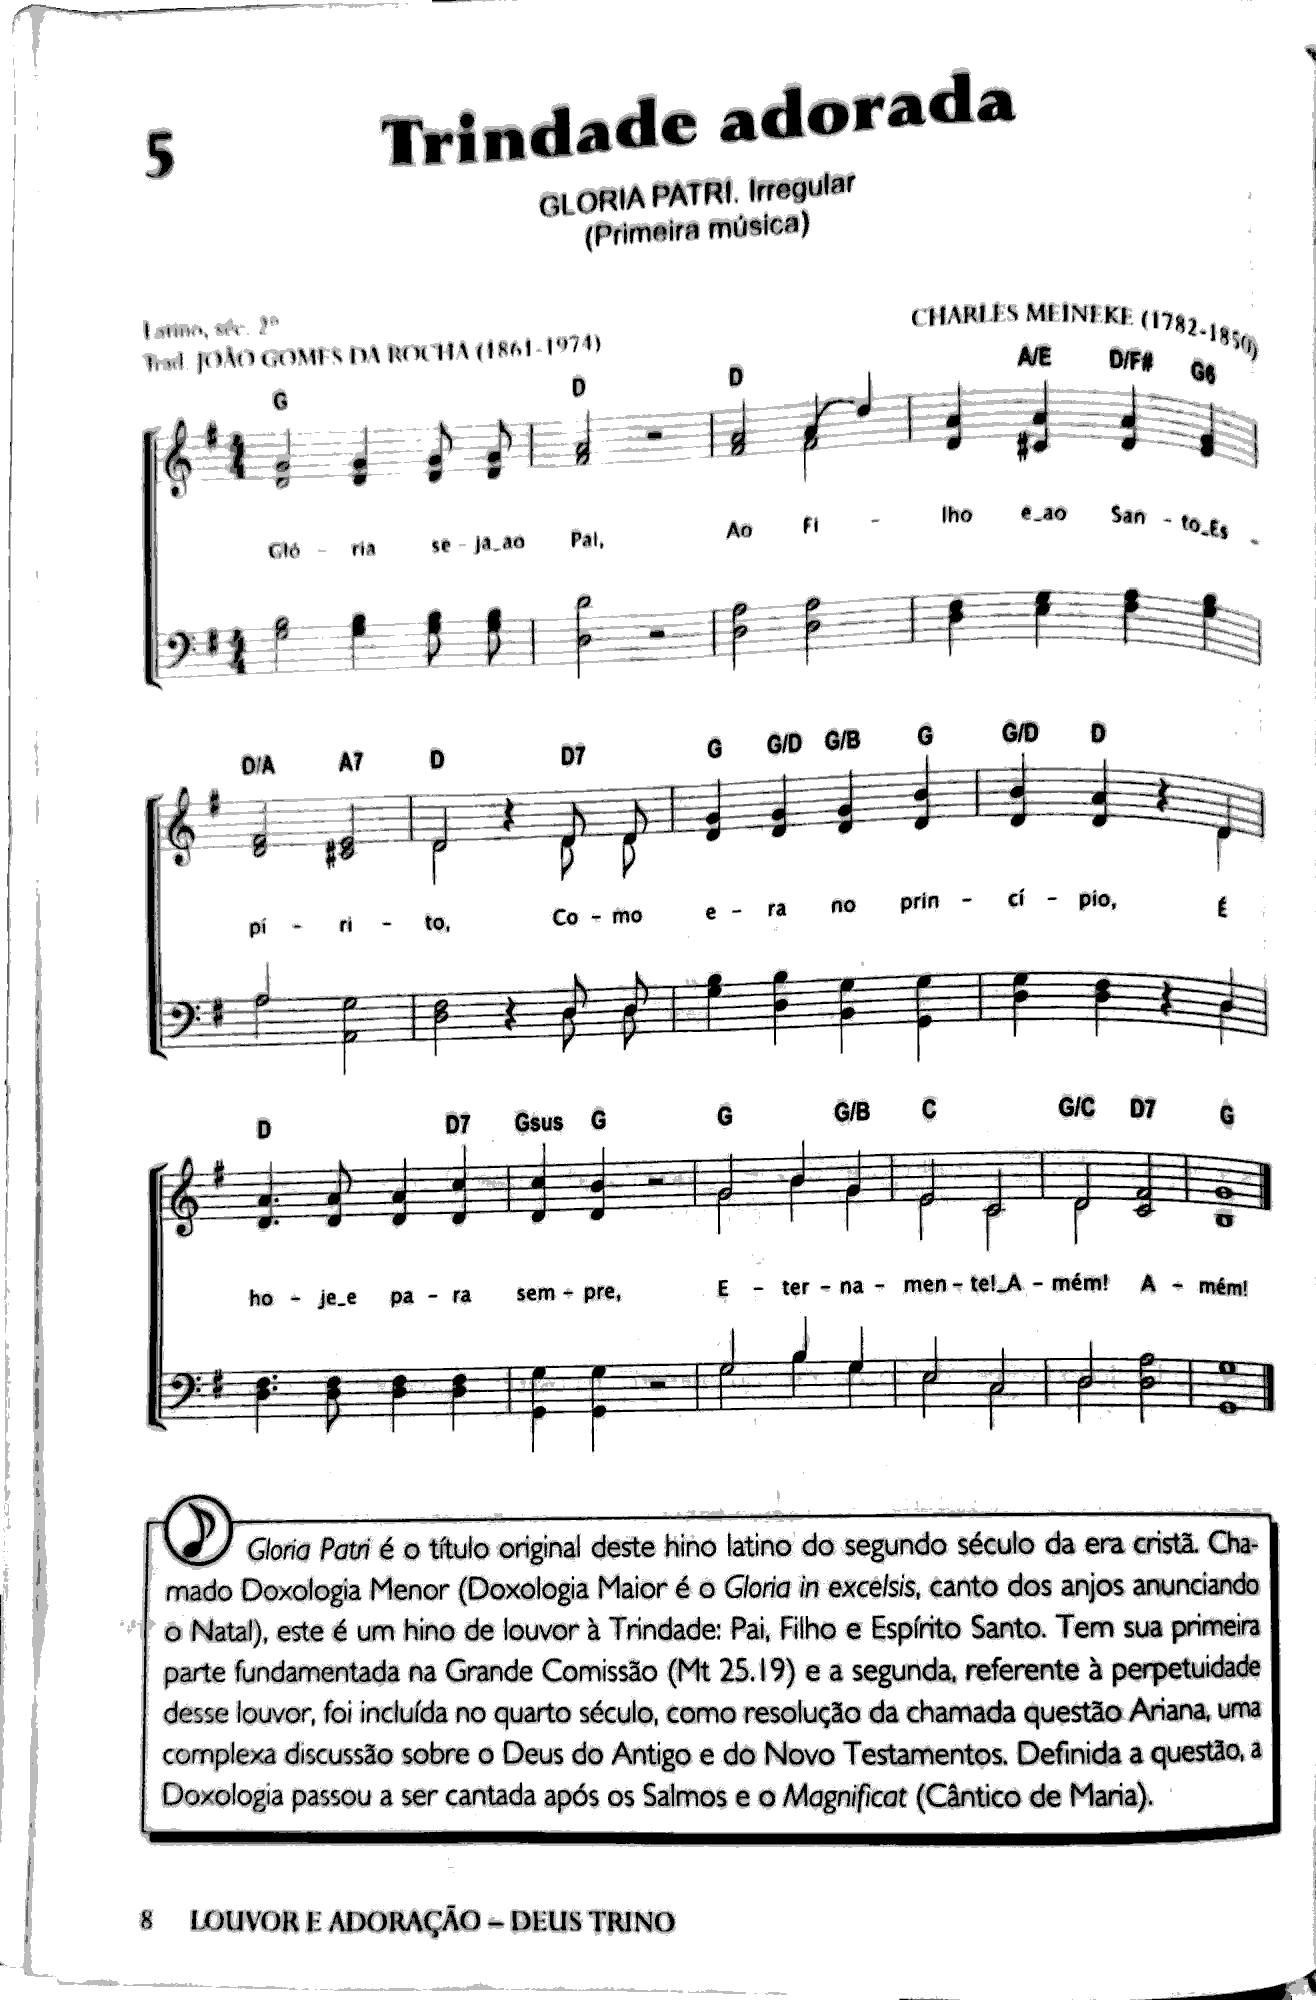 5
Trindade adorada
GLORIA PATRI. Irregular
(Primeira música)
Latino, séc. 2º
Trad. JOÃO GOMES DA ROCHA (1861-1974)
CHARLES MEINEKE (1782-1850)
G D D A/E D/F# G6
Gló - ria se - ja_ao Pai, Ao Fi - lho e_ao San - to_Es -
D/A A7 D D7 G G/D G/B G G/D D
pí - ri - to, Co - mo e - ra no prin - cí - pio, É
D D7 Gsus G G G/B C G/C D7 G
ho - je_e pa - ra sem - pre, E - ter - na - men - te!_A - mém! A - mém!
Gloria Patri é o título original deste hino latino do segundo século da era cristã. Cha-
mado Doxologia Menor (Doxologia Maior é o Gloria in excelsis, canto dos anjos anunciando
o Natal), este é um hino de louvor à Trindade: Pai, Filho e Espírito Santo. Tem sua primeira
parte fundamentada na Grande Comissão (Mt 25.19) e a segunda, referente à perpetuidade
desse louvor, foi incluída no quarto século, como resolução da chamada questão Ariana, uma
complexa discussão sobre o Deus do Antigo e do Novo Testamentos. Definida a questão, a
Doxologia passou a ser cantada após os Salmos e o Magnificat (Cântico de Maria).
8 LOUVOR E ADORAÇÃO – DEUS TRINO